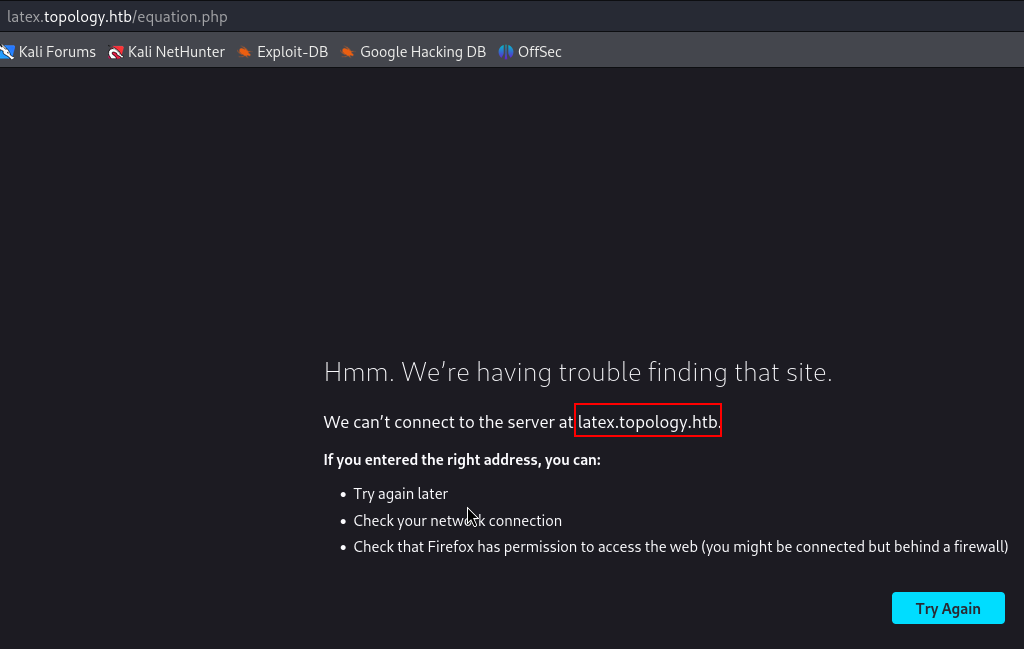 latex.topology.htb/equation.php
Kali Forums Kali NetHunter Exploit-DB Google Hacking DB OffSec
Hmm. We’re having trouble finding that site.
We can’t connect to the server at latex.topology.htb.
If you entered the right address, you can:
• Try again later
• Check your network connection
• Check that Firefox has permission to access the web (you might be connected but behind a firewall)
Try Again